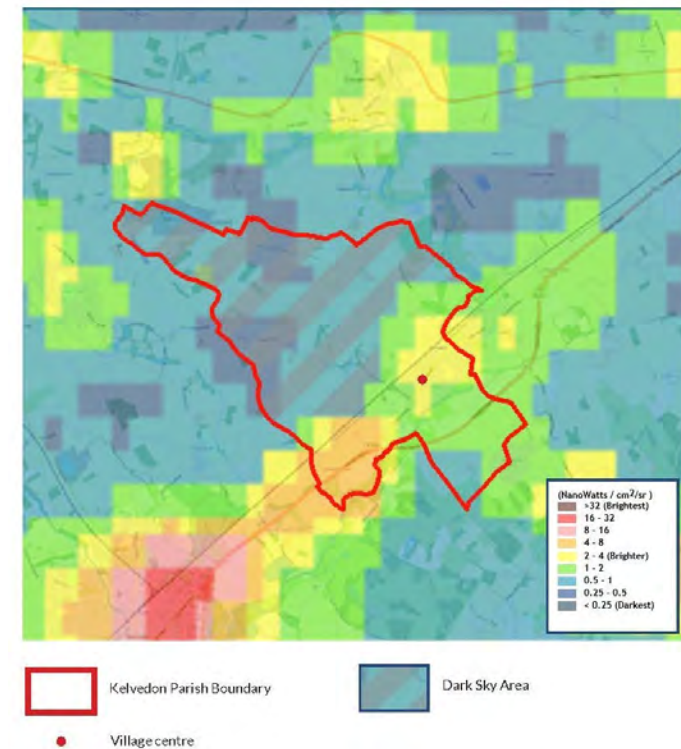 (NanoWatts / cm2/sr )
>32 (Brightest)
16 - 32
8 - 16
4 - 8
2 - 4 (Brighter)
1 - 2
0.5 - 1
0.25 - 0.5
< 0.25 (Darkest)
Kelvedon Parish Boundary
Dark Sky Area
Village centre